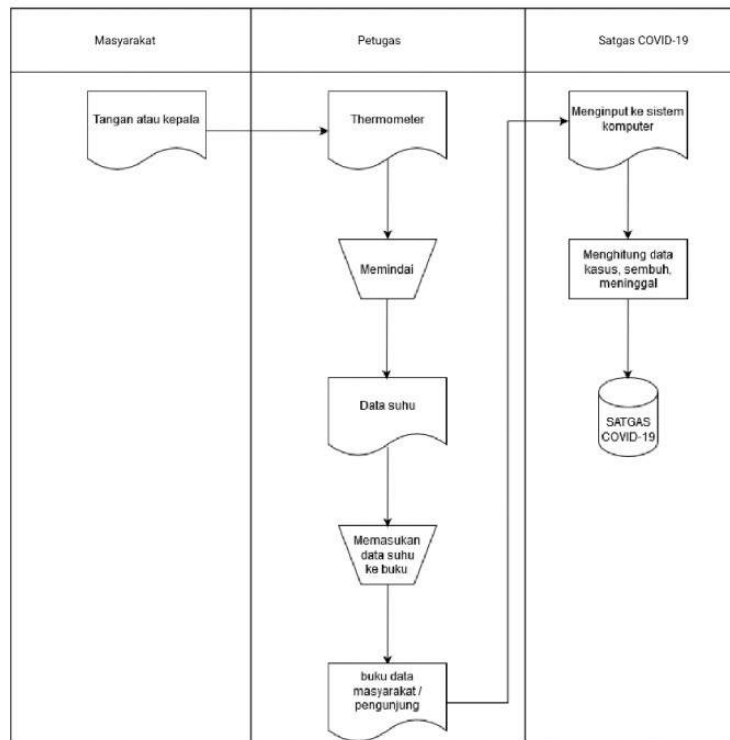 Masyarakat
Petugas
Satgas COVID-19
Tangan atau kepala
Thermometer
Menginput ke sistem
komputer
Memindai
Menghitung data
kasus, sembuh,
meninggal
Data suhu
SATGAS
COVID-19
Memasukan
data suhu
ke buku
buku data
masyarakat /
pengunjung